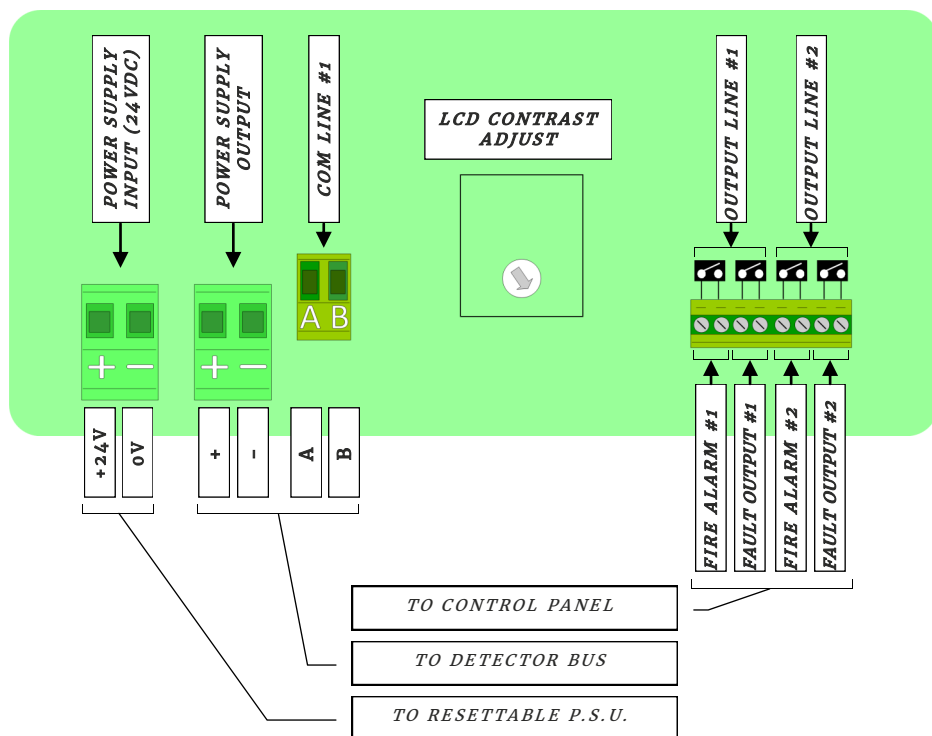 POWER SUPPLY
INPUT (24VDC)
POWER SUPPLY
OUTPUT
COM LINE #1
LCD CONTRAST
ADJUST
OUTPUT LINE #1
OUTPUT LINE #2
A B
+ −
+ −
+24V
0V
+
-
A
B
FIRE ALARM #1
FAULT OUTPUT #1
FIRE ALARM #2
FAULT OUTPUT #2
TO CONTROL PANEL
TO DETECTOR BUS
TO RESETTABLE P.S.U.